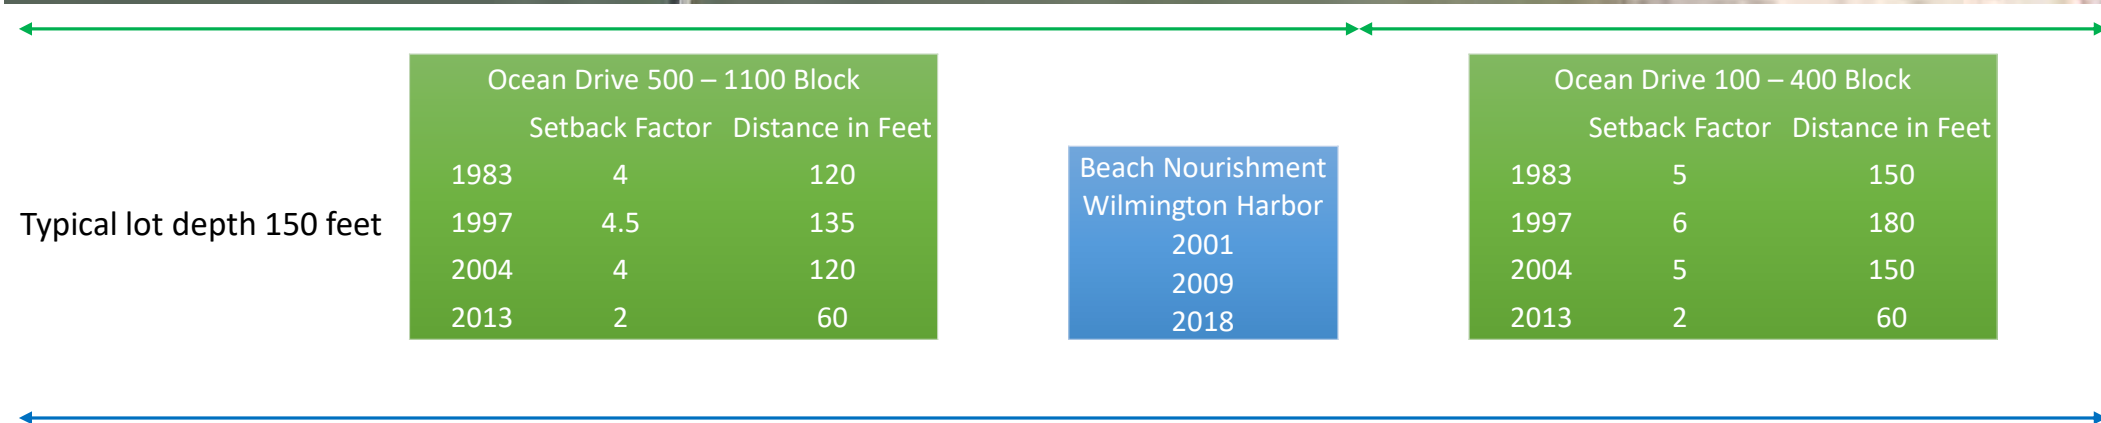 Typical lot depth 150 feet
Ocean Drive 500 – 1100 Block
Setback Factor Distance in Feet
1983 4 120
1997 4.5 135
2004 4 120
2013 2 60
Beach Nourishment
Wilmington Harbor
2001
2009
2018
Ocean Drive 100 – 400 Block
Setback Factor Distance in Feet
1983 5 150
1997 6 180
2004 5 150
2013 2 60